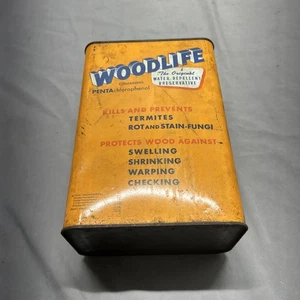 WOODLIFE
"The Original"
WATER-REPELLENT
PRESERVATIVE
PENTAchlorophenol
KILLS AND PREVENTS
TERMITES
ROT AND STAIN-FUNGI
PROTECTS WOOD AGAINST
SWELLING
SHRINKING
WARPING
CHECKING